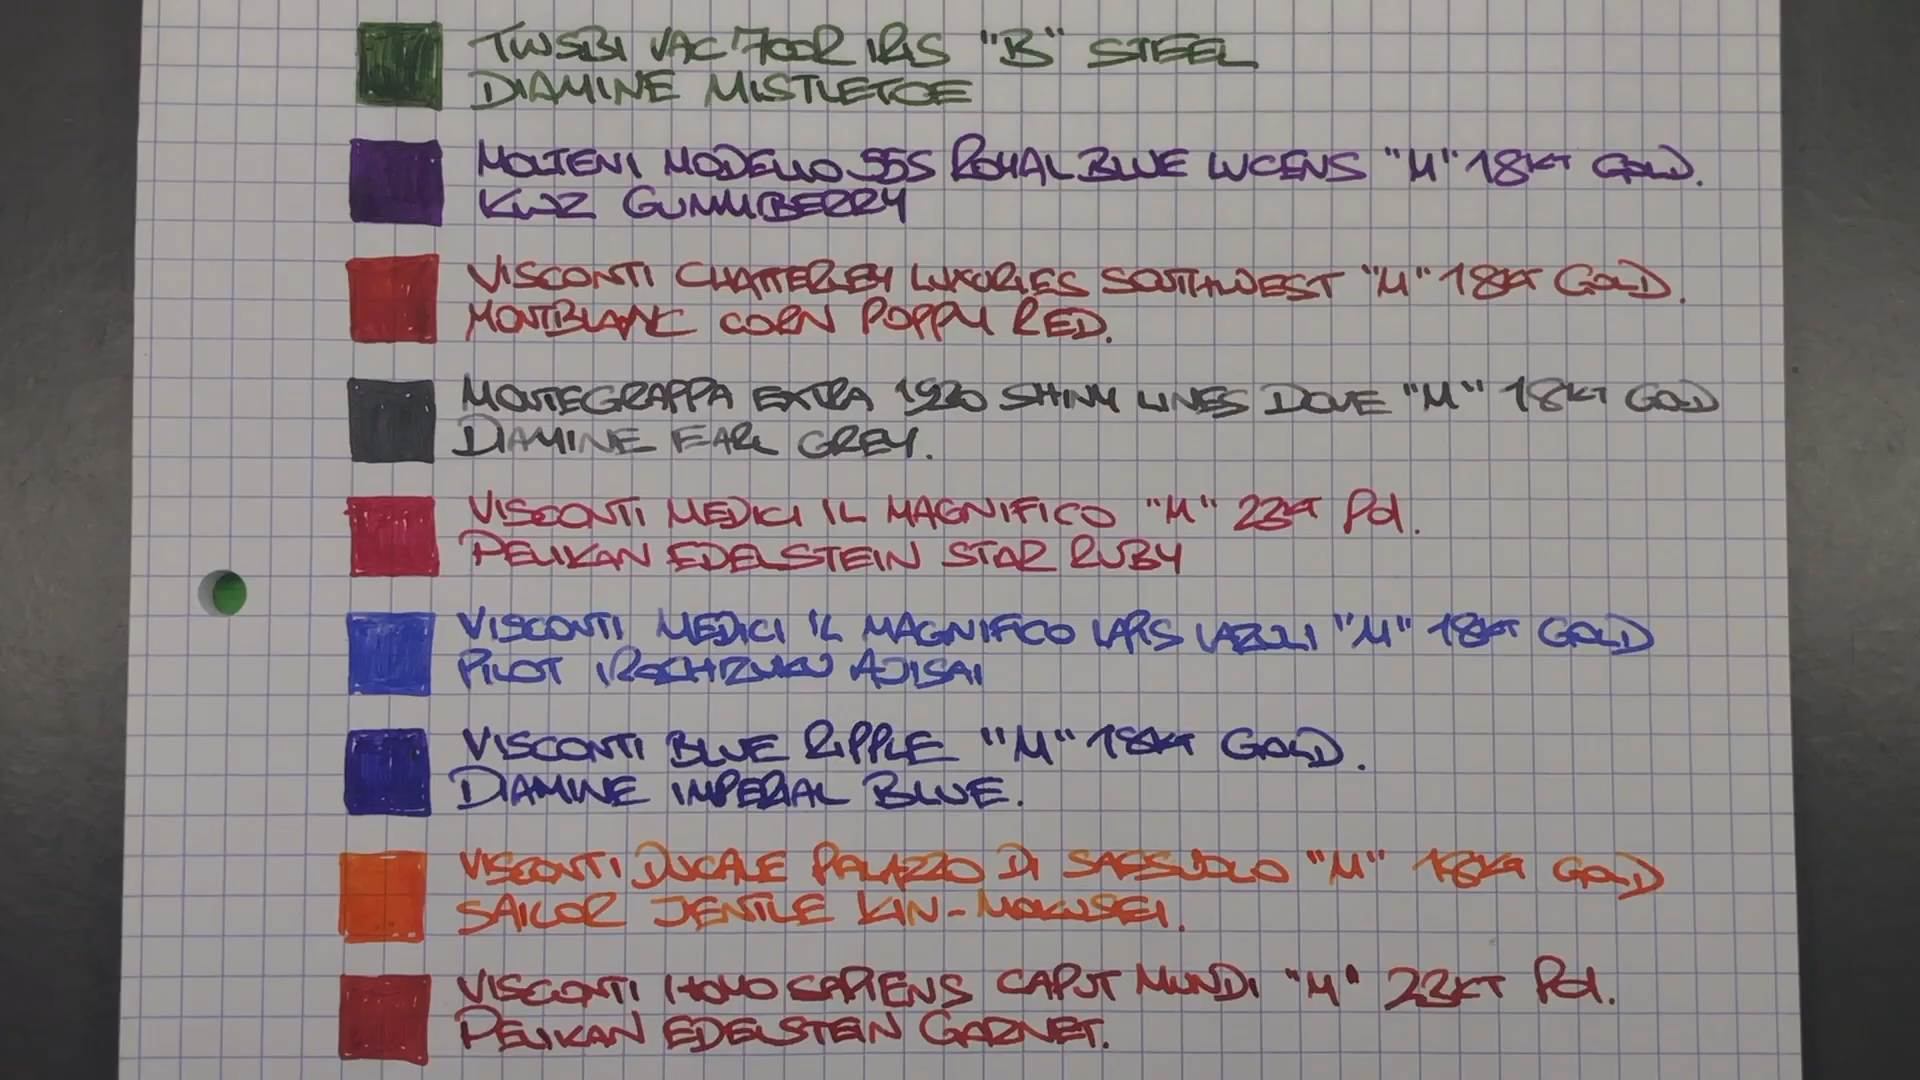 TWSBI VAC 700R IRIS "B" STEEL
DIAMINE MISTLETOE
MOLTENI MODELLO 55S ROYAL BLUE LUCENS "M" 18KT GOLD.
KWZ GUMMIBERRY
VISCONTI CHATTERLEY LUXURIES SOUTHWEST "M" 18KT GOLD.
MONTBLANC CORN POPPY RED.
MONTEGRAPPA EXTRA 1930 SHINY LINES DOVE "M" 18KT GOLD
DIAMINE EARL GREY.
VISCONTI MEDICI IL MAGNIFICO "M" 23KT Pd.
PELIKAN EDELSTEIN STAR RUBY
VISCONTI MEDICI IL MAGNIFICO LAPIS LAZULI "M" 18KT GOLD
PILOT IROSHIZUKU AJISAI
VISCONTI BLUE RIPPLE "M" 18KT GOLD.
DIAMINE IMPERIAL BLUE.
VISCONTI DUCALE PALAZZO DI SASSUOLO "M" 18KT GOLD
SAILOR JENTLE KIN-MOKUSEI.
VISCONTI HOMO SAPIENS CAPUT MUNDI "M" 23KT Pd.
PELIKAN EDELSTEIN GARNET.